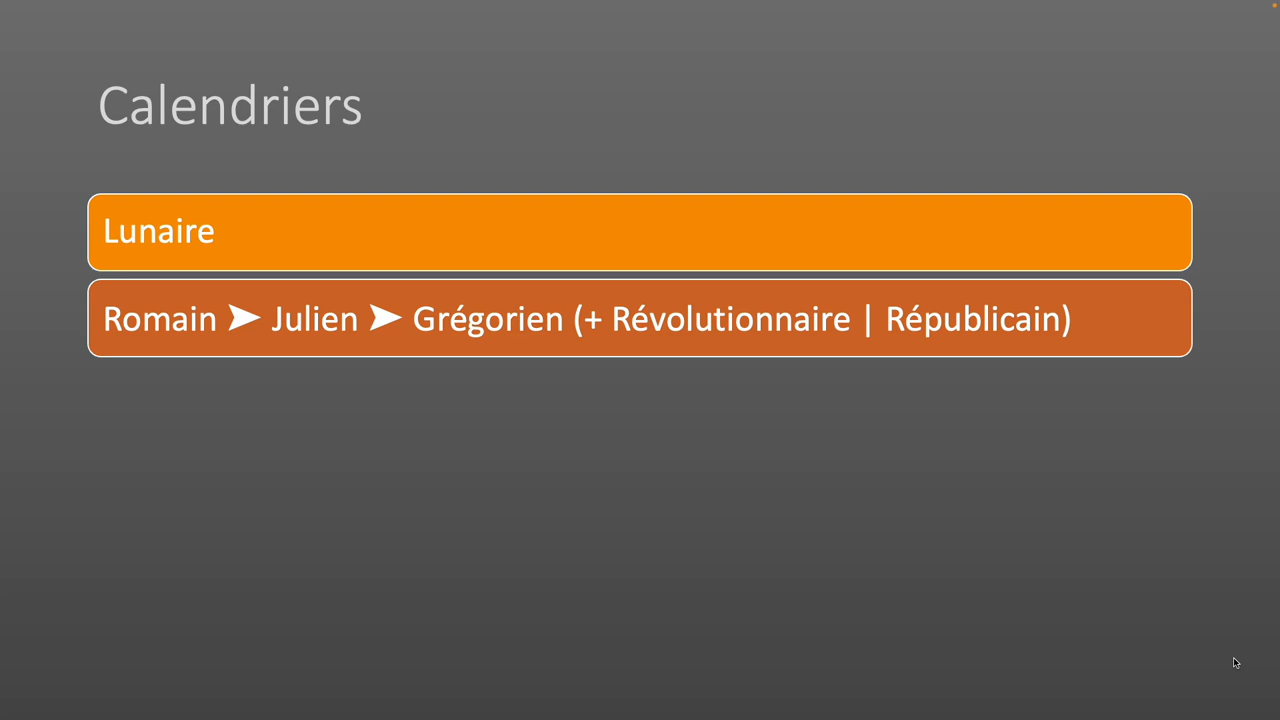 Calendriers
Lunaire
Romain ➤ Julien ➤ Grégorien (+ Révolutionnaire | Républicain)